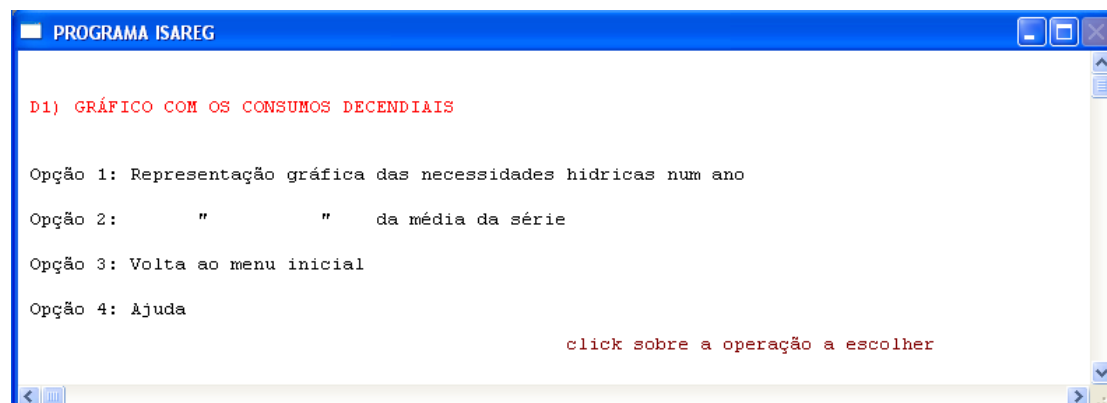 PROGRAMA ISAREG
D1) GRÁFICO COM OS CONSUMOS DECENDIAIS
Opção 1: Representação gráfica das necessidades hidricas num ano
Opção 2: " " da média da série
Opção 3: Volta ao menu inicial
Opção 4: Ajuda
click sobre a operação a escolher